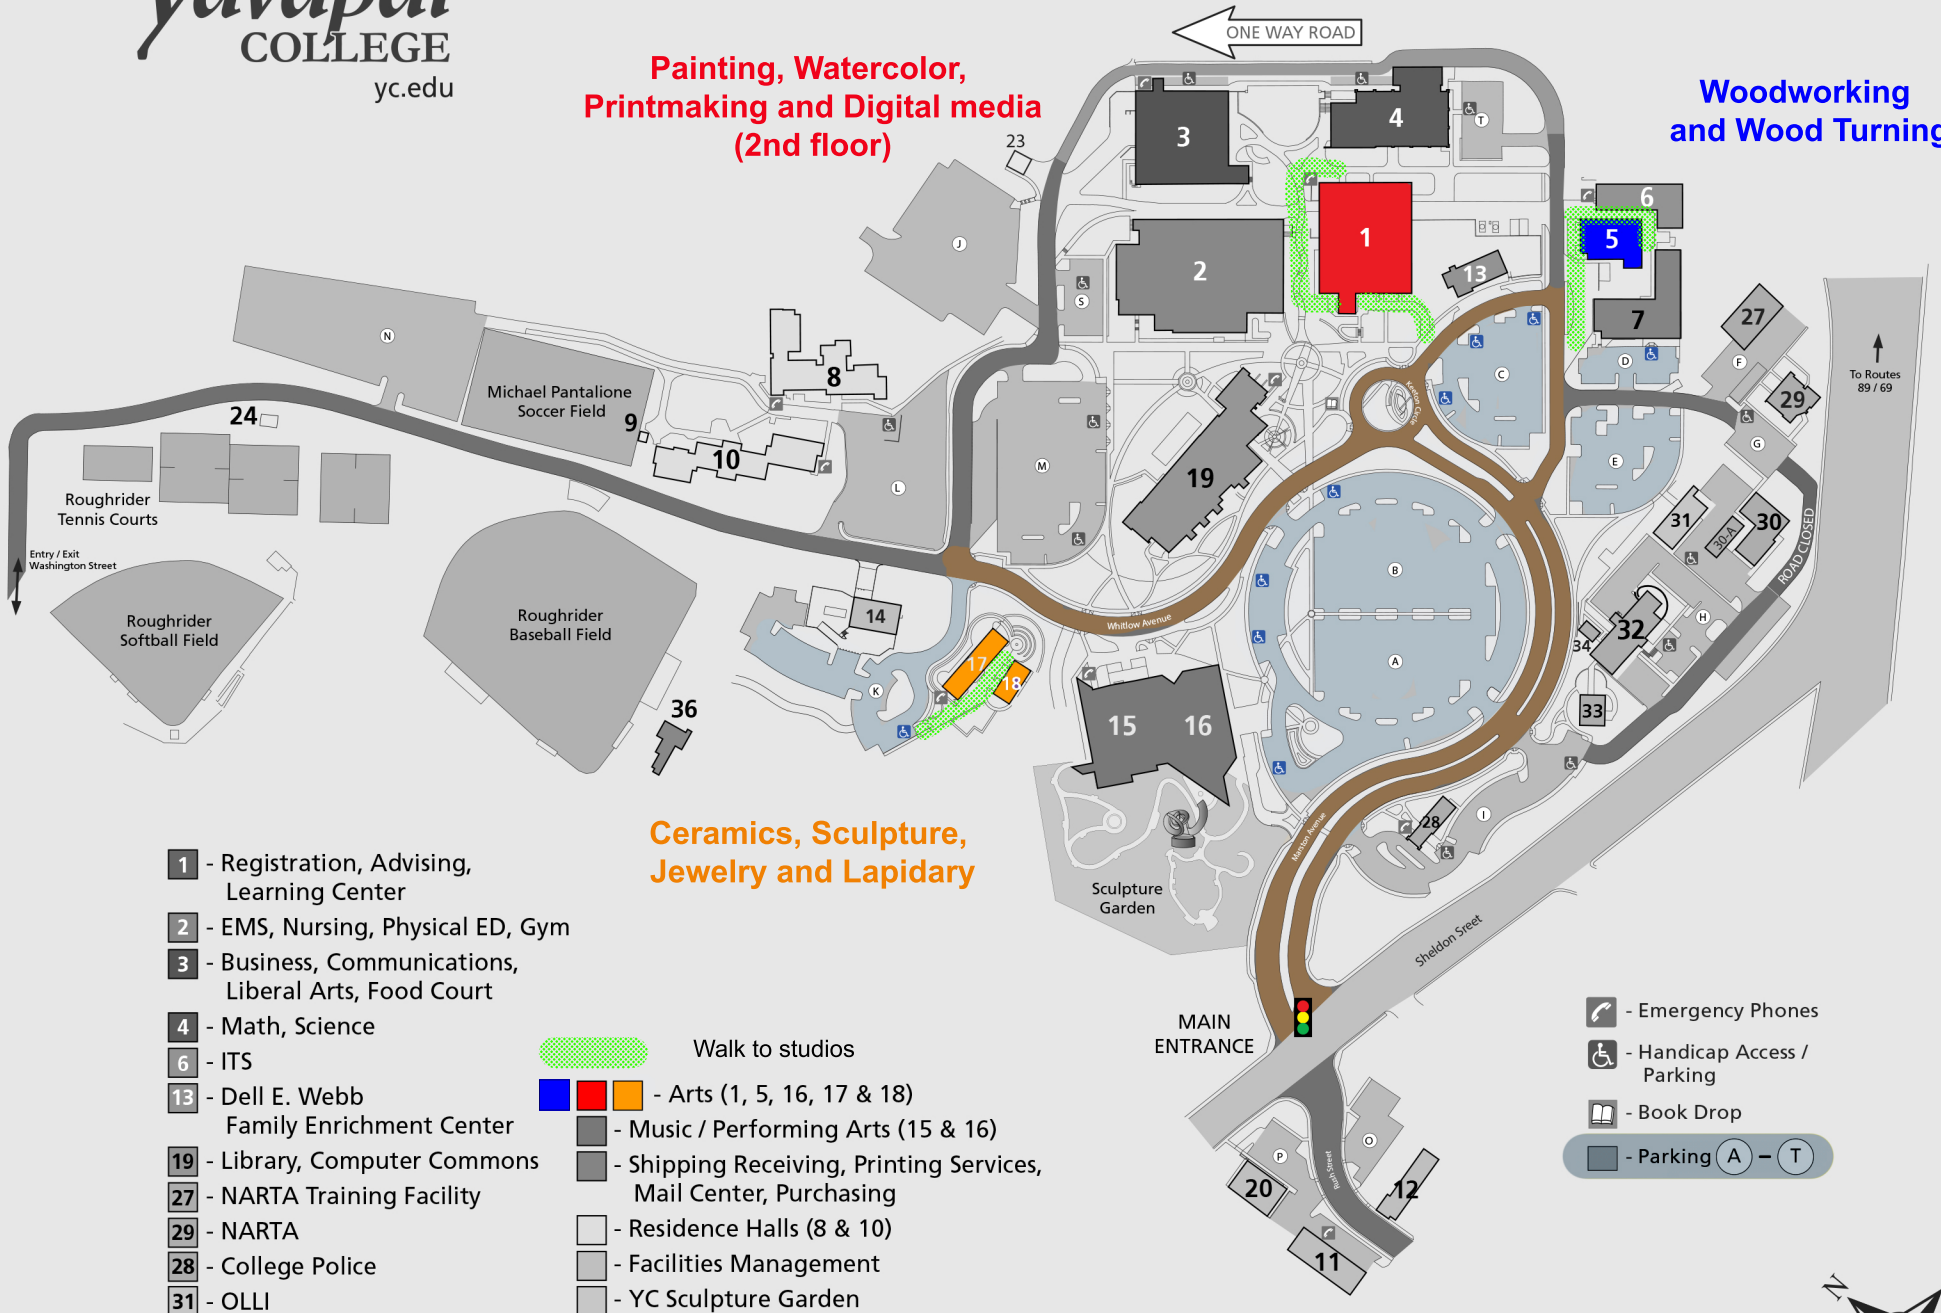 yavapai
COLLEGE
yc.edu
ONE WAY ROAD
Painting, Watercolor,
Printmaking and Digital media
(2nd floor)
Woodworking
and Wood Turning
23
3
4
T
6
5
1
2
13
7
J
S
C
D
27
F
29
G
To Routes
89 / 69
N
Michael Pantalione
Soccer Field
8
9
10
24
Keeton Circle
M
19
L
E
Roughrider
Tennis Courts
Entry / Exit
Washington Street
31
30-A
30
ROAD CLOSED
B
Roughrider
Softball Field
Roughrider
Baseball Field
14
Whitlow Avenue
17
18
K
A
H
32
34
33
36
15
16
Marston Avenue
28
I
Sculpture
Garden
Sheldon Sreet
Ceramics, Sculpture,
Jewelry and Lapidary
MAIN
ENTRANCE
P
O
Rush Street
20
12
11
1 - Registration, Advising,
Learning Center
2 - EMS, Nursing, Physical ED, Gym
3 - Business, Communications,
Liberal Arts, Food Court
4 - Math, Science
6 - ITS
13 - Dell E. Webb
Family Enrichment Center
19 - Library, Computer Commons
27 - NARTA Training Facility
29 - NARTA
28 - College Police
31 - OLLI
Walk to studios
- Arts (1, 5, 16, 17 & 18)
- Music / Performing Arts (15 & 16)
- Shipping Receiving, Printing Services,
Mail Center, Purchasing
- Residence Halls (8 & 10)
- Facilities Management
- YC Sculpture Garden
- Emergency Phones
- Handicap Access /
Parking
- Book Drop
- Parking A – T
N